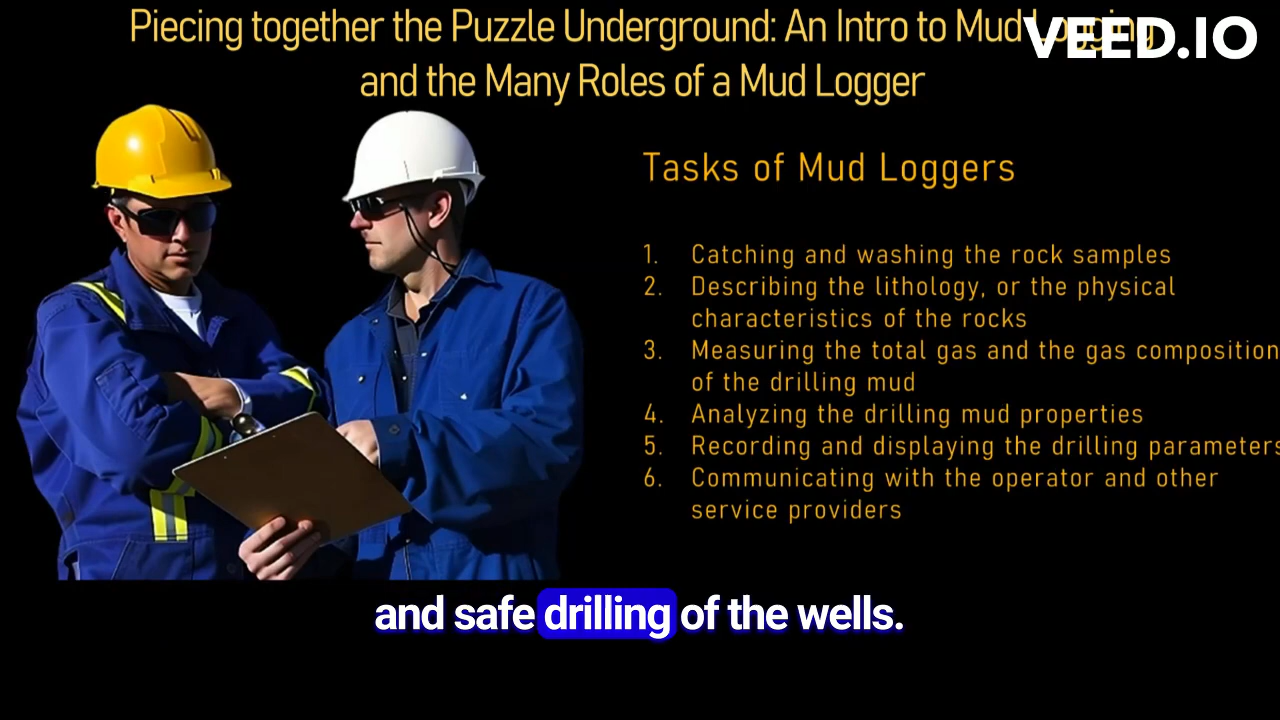 Piecing together the Puzzle Underground: An Intro to Mud Logging
VEED.IO
and the Many Roles of a Mud Logger
Tasks of Mud Loggers
1. Catching and washing the rock samples
2. Describing the lithology, or the physical
characteristics of the rocks
3. Measuring the total gas and the gas composition
of the drilling mud
4. Analyzing the drilling mud properties
5. Recording and displaying the drilling parameters
6. Communicating with the operator and other
service providers
and safe drilling of the wells.